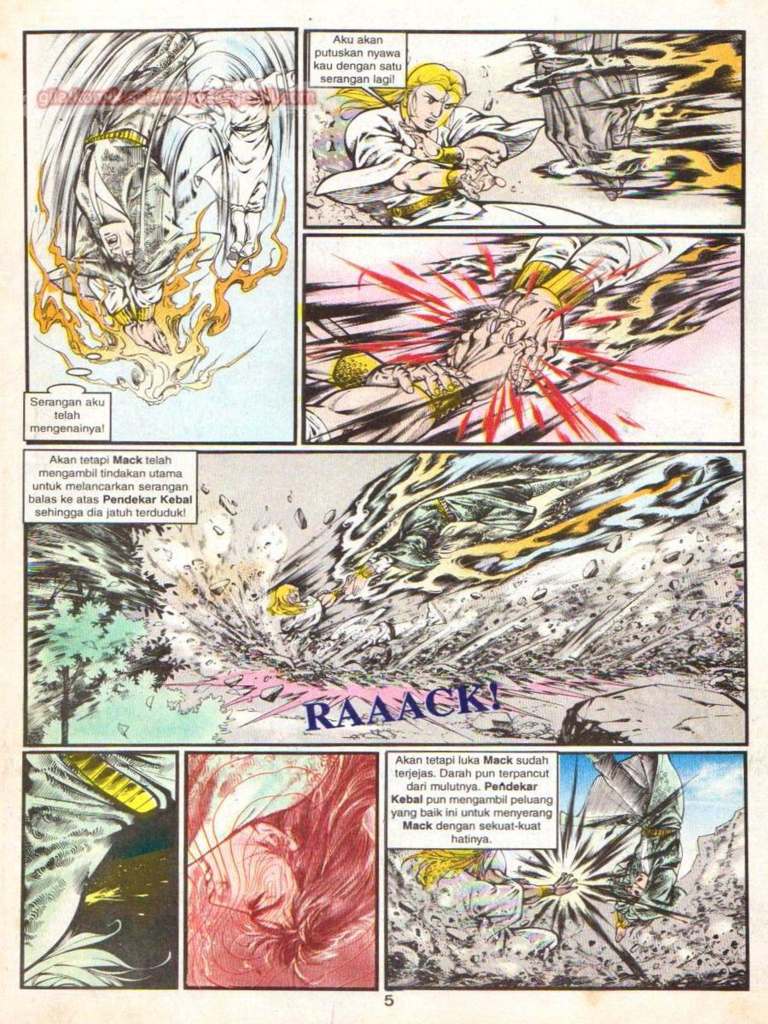 Serangan aku
telah
mengenainya!
Aku akan
putuskan nyawa
kau dengan satu
serangan lagi!
Akan tetapi Mack telah
mengambil tindakan utama
untuk melancarkan serangan
balas ke atas Pendekar Kebal
sehingga dia jatuh terduduk!
RAAACK!
Akan tetapi luka Mack sudah
terjejas. Darah pun terpancut
dari mulutnya. Pendekar
Kebal pun mengambil peluang
yang baik ini untuk menyerang
Mack dengan sekuat-kuat
hatinya.
5